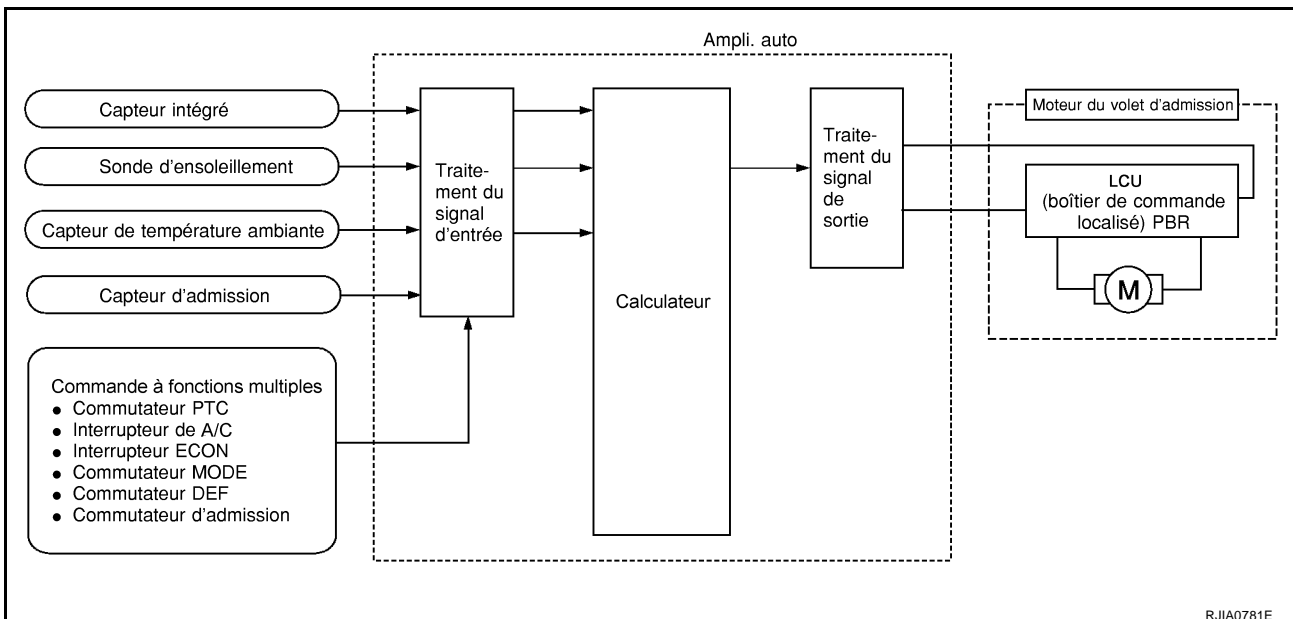 Ampli. auto
Capteur intégré
Sonde d'ensoleillement
Capteur de température ambiante
Capteur d'admission
Commande à fonctions multiples
● Commutateur PTC
● Interrupteur de A/C
● Interrupteur ECON
● Commutateur MODE
● Commutateur DEF
● Commutateur d'admission
Traite-
ment du
signal
d'entrée
Calculateur
Traite-
ment du
signal
de
sortie
Moteur du volet d'admission
LCU
(boîtier de commande
localisé) PBR
M
RJIA0781E